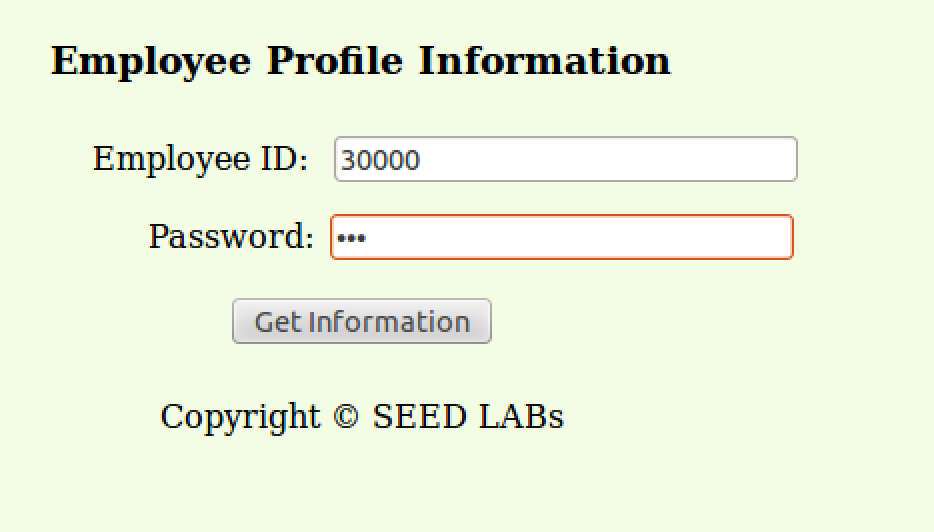 Employee Profile Information
Employee ID: 30000
Password: •••
Get Information
Copyright © SEED LABs